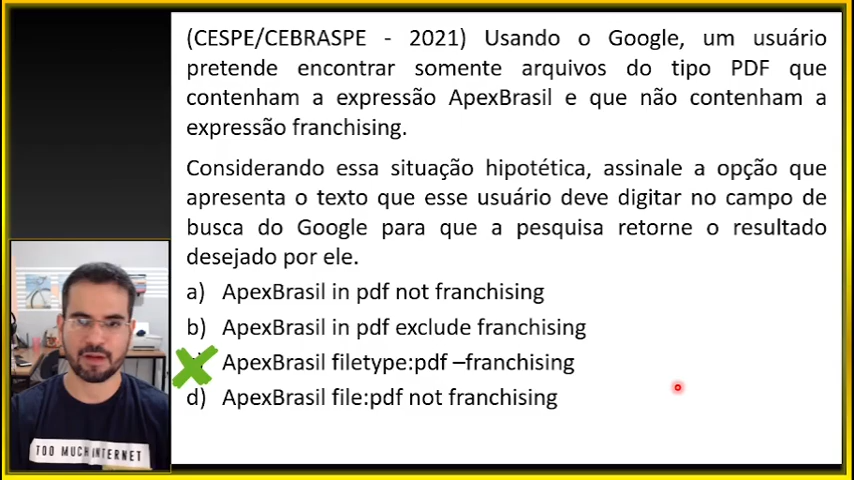 (CESPE/CEBRASPE - 2021) Usando o Google, um usuário
pretende encontrar somente arquivos do tipo PDF que
contenham a expressão ApexBrasil e que não contenham a
expressão franchising.
Considerando essa situação hipotética, assinale a opção que
apresenta o texto que esse usuário deve digitar no campo de
busca do Google para que a pesquisa retorne o resultado
desejado por ele.
a) ApexBrasil in pdf not franchising
b) ApexBrasil in pdf exclude franchising
ApexBrasil filetype:pdf –franchising
d) ApexBrasil file:pdf not franchising
TOO MUCH INTERNET